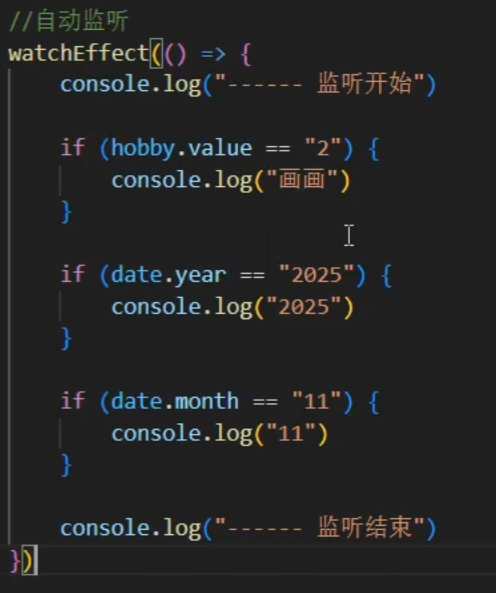 //自动监听
watchEffect(() => {
    console.log("------ 监听开始")

    if (hobby.value == "2") {
        console.log("画画")
    }

    if (date.year == "2025") {
        console.log("2025")
    }

    if (date.month == "11") {
        console.log("11")
    }

    console.log("------ 监听结束")
})